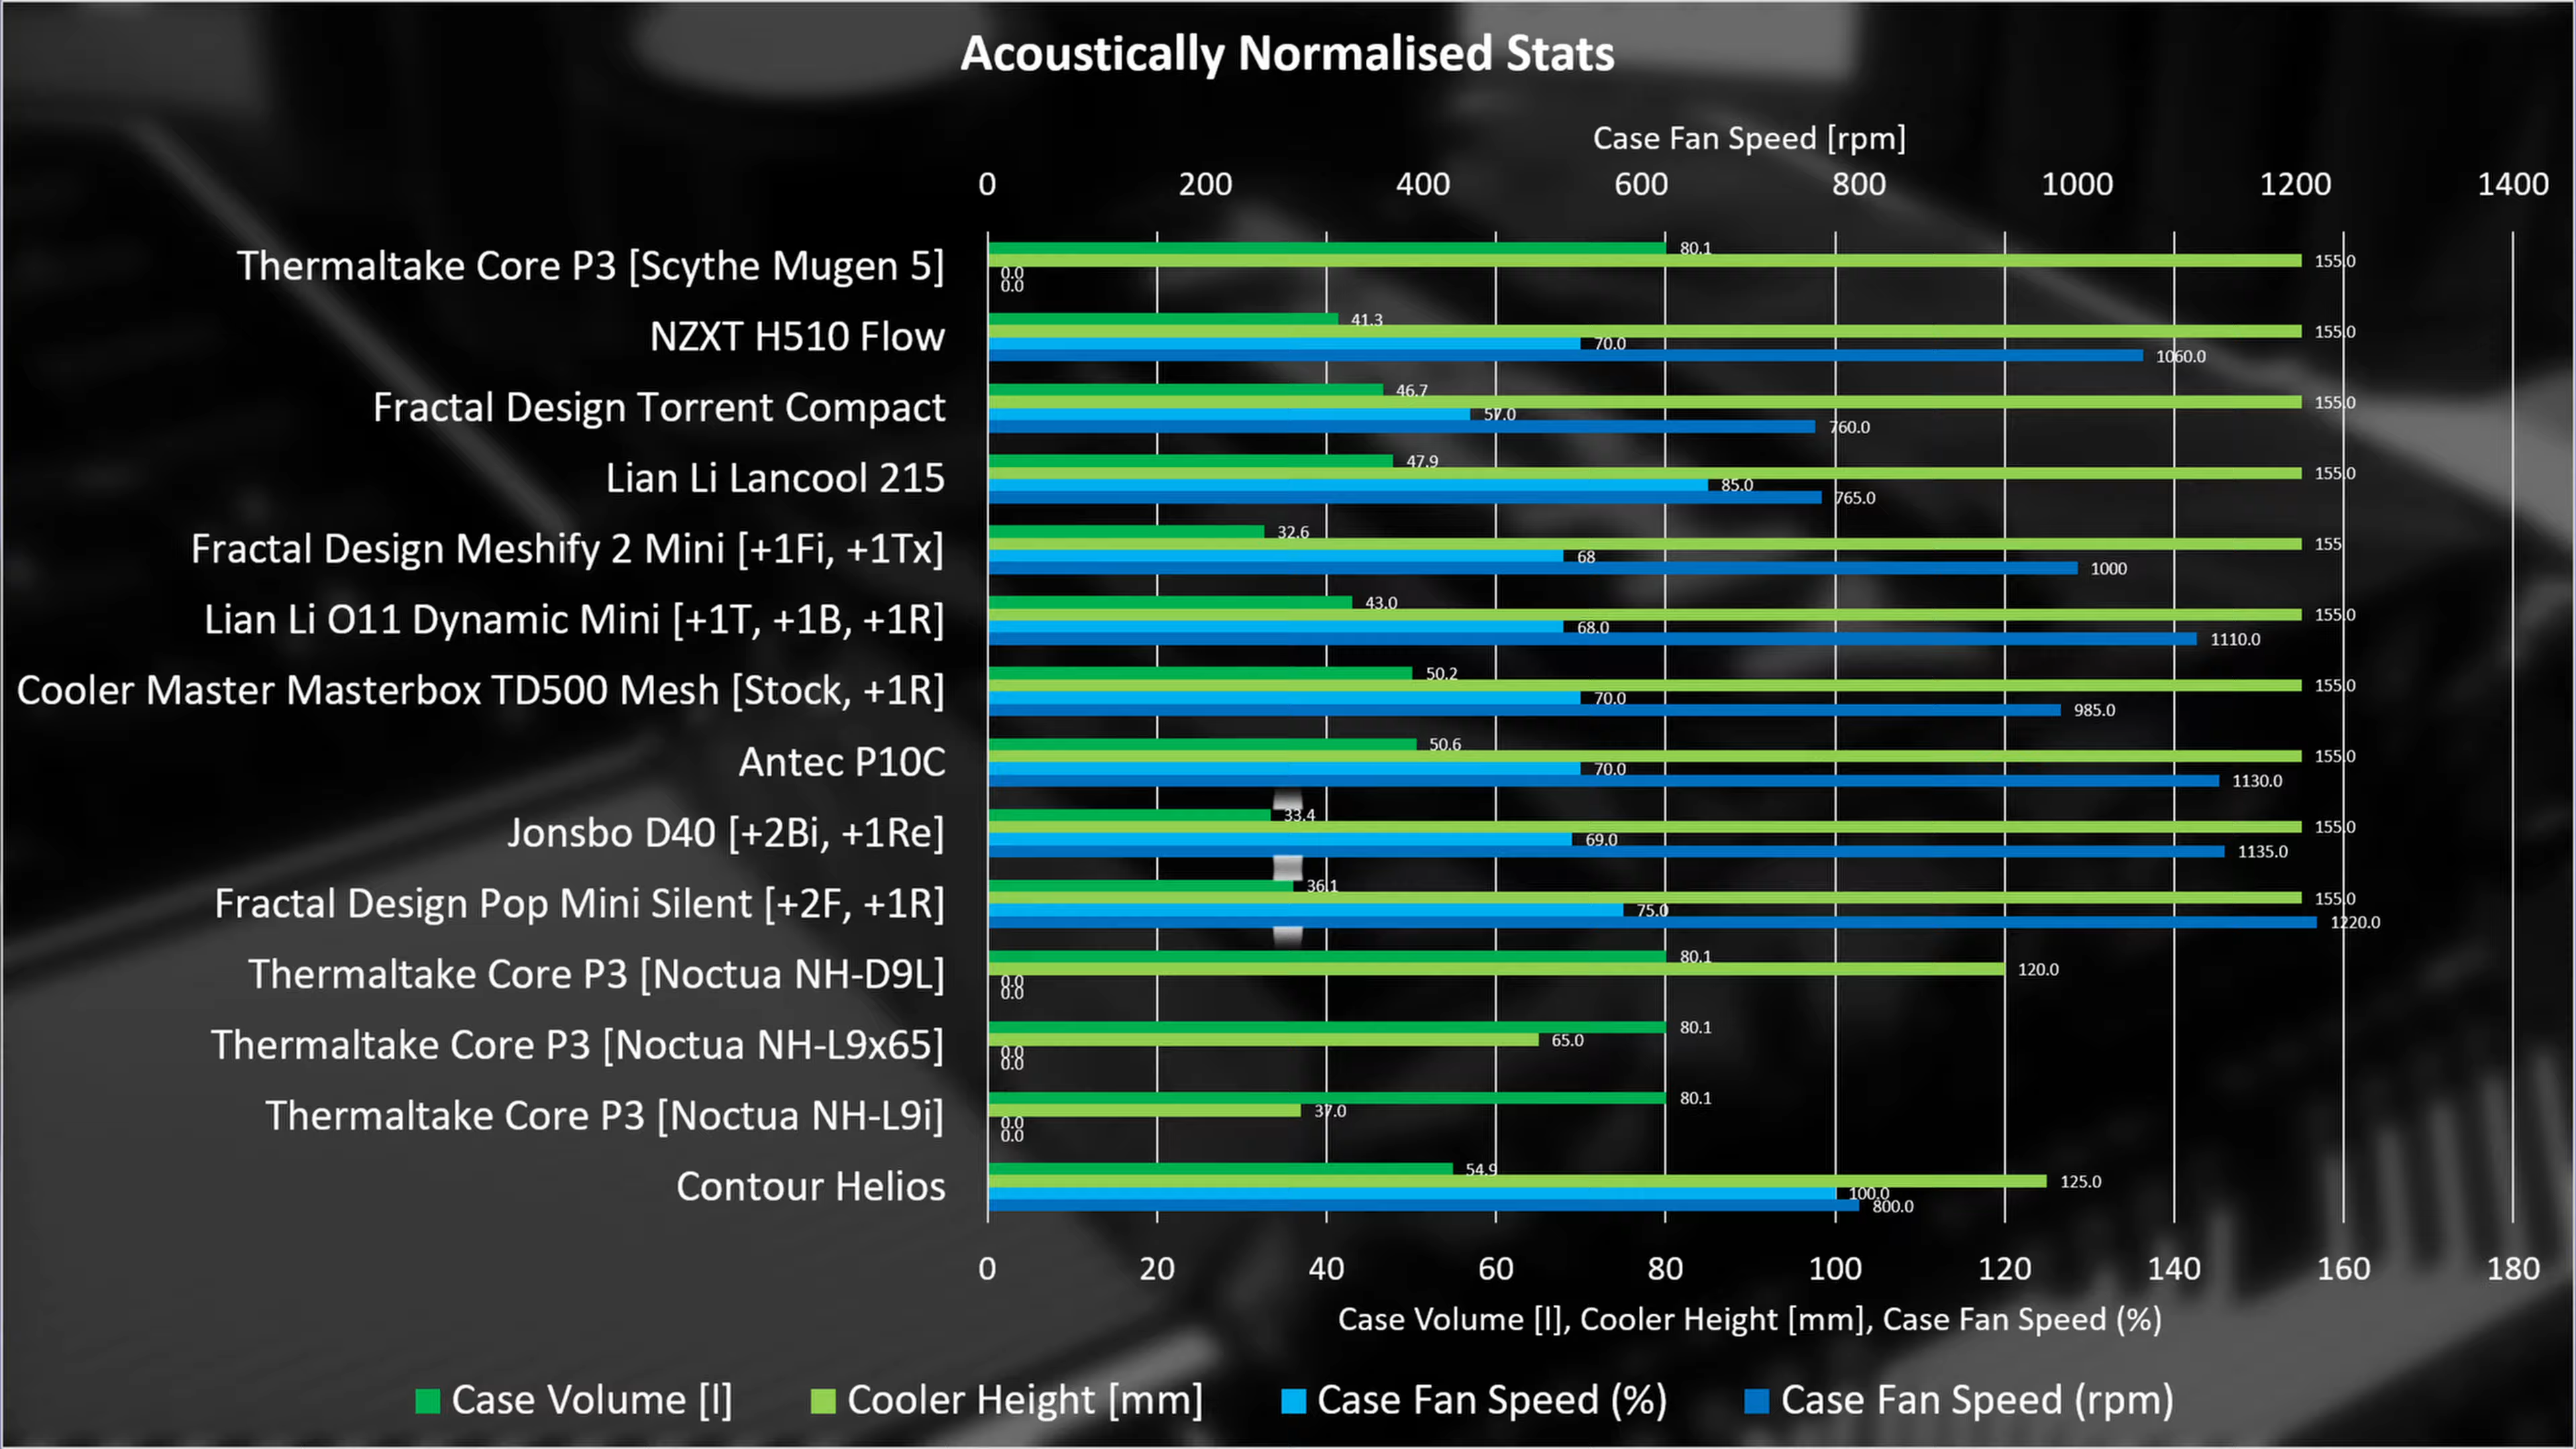 Acoustically Normalised Stats
Case Fan Speed [rpm]
0 200 400 600 800 1000 1200 1400
Thermaltake Core P3 [Scythe Mugen 5]
80.1
155.0
0.0
0.0
NZXT H510 Flow
41.3
155.0
70.0
1060.0
Fractal Design Torrent Compact
46.7
155.0
57.0
760.0
Lian Li Lancool 215
47.9
155.0
85.0
765.0
Fractal Design Meshify 2 Mini [+1Fi, +1Tx]
32.6
155
68
1000
Lian Li O11 Dynamic Mini [+1T, +1B, +1R]
43.0
155.0
68.0
1110.0
Cooler Master Masterbox TD500 Mesh [Stock, +1R]
50.2
155.0
70.0
985.0
Antec P10C
50.6
155.0
70.0
1130.0
Jonsbo D40 [+2Bi, +1Re]
33.4
155.0
69.0
1135.0
Fractal Design Pop Mini Silent [+2F, +1R]
36.1
155.0
75.0
1220.0
Thermaltake Core P3 [Noctua NH-D9L]
80.1
120.0
0.0
0.0
Thermaltake Core P3 [Noctua NH-L9x65]
80.1
65.0
0.0
0.0
Thermaltake Core P3 [Noctua NH-L9i]
80.1
37.0
0.0
0.0
Contour Helios
54.9
125.0
100.0
800.0
0 20 40 60 80 100 120 140 160 180
Case Volume [l], Cooler Height [mm], Case Fan Speed (%)
Case Volume [l] Cooler Height [mm] Case Fan Speed (%) Case Fan Speed (rpm)